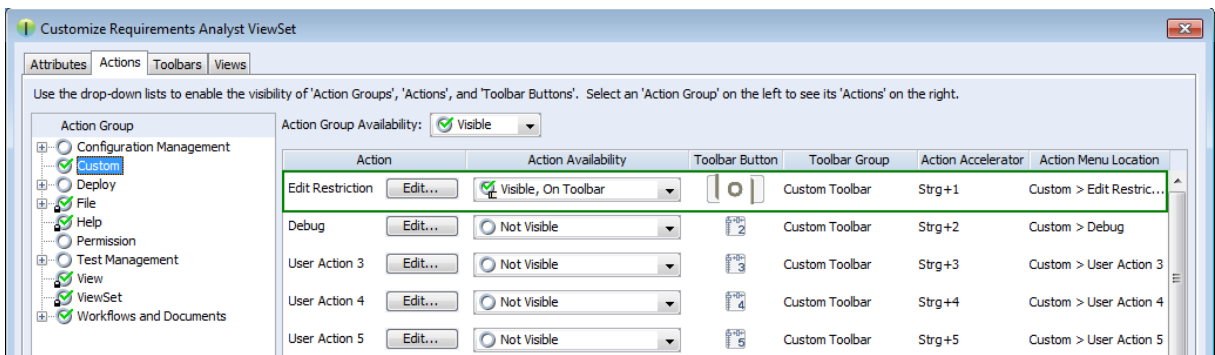 Customize Requirements Analyst ViewSet
Attributes Actions Toolbars Views
Use the drop-down lists to enable the visibility of 'Action Groups', 'Actions', and 'Toolbar Buttons'. Select an 'Action Group' on the left to see its 'Actions' on the right.
Action Group
Configuration Management
Custom
Deploy
File
Help
Permission
Test Management
View
ViewSet
Workflows and Documents
Action Group Availability: Visible
Action Action Availability Toolbar Button Toolbar Group Action Accelerator Action Menu Location
Edit Restriction Edit... Visible, On Toolbar Custom Toolbar Strg+1 Custom > Edit Restric...
Debug Edit... Not Visible 2 Custom Toolbar Strg+2 Custom > Debug
User Action 3 Edit... Not Visible 3 Custom Toolbar Strg+3 Custom > User Action 3
User Action 4 Edit... Not Visible 4 Custom Toolbar Strg+4 Custom > User Action 4
User Action 5 Edit... Not Visible 5 Custom Toolbar Strg+5 Custom > User Action 5